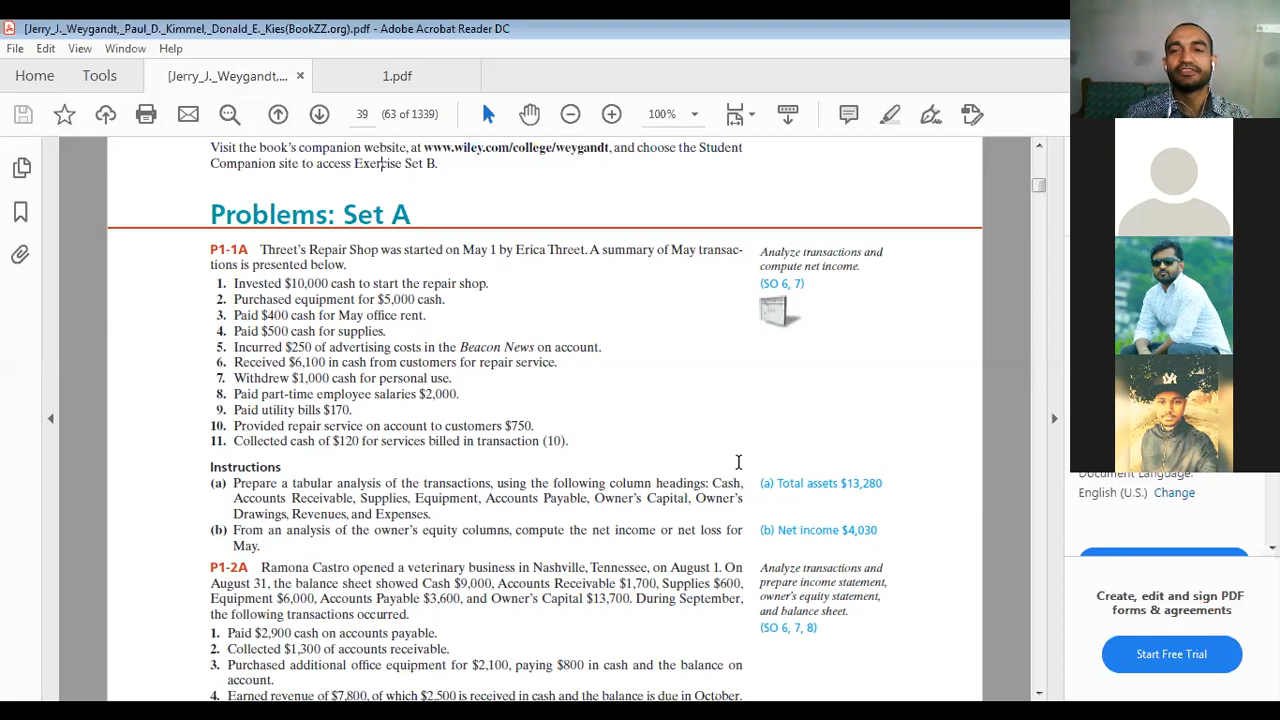 [Jerry_J._Weygandt,_Paul_D._Kimmel,_Donald_E._Kies(BookZZ.org).pdf - Adobe Acrobat Reader DC
File Edit View Window Help
Home Tools [Jerry_J._Weygandt,... × 1.pdf
39 (63 of 1339) 100%
Visit the book's companion website, at www.wiley.com/college/weygandt, and choose the Student
Companion site to access Exercise Set B.
Problems: Set A
P1-1A Threet's Repair Shop was started on May 1 by Erica Threet. A summary of May transac-
tions is presented below.
1. Invested $10,000 cash to start the repair shop.
2. Purchased equipment for $5,000 cash.
3. Paid $400 cash for May office rent.
4. Paid $500 cash for supplies.
5. Incurred $250 of advertising costs in the Beacon News on account.
6. Received $6,100 in cash from customers for repair service.
7. Withdrew $1,000 cash for personal use.
8. Paid part-time employee salaries $2,000.
9. Paid utility bills $170.
10. Provided repair service on account to customers $750.
11. Collected cash of $120 for services billed in transaction (10).
Analyze transactions and
compute net income.
(SO 6, 7)
Instructions
(a) Prepare a tabular analysis of the transactions, using the following column headings: Cash,
Accounts Receivable, Supplies, Equipment, Accounts Payable, Owner's Capital, Owner's
Drawings, Revenues, and Expenses.
(b) From an analysis of the owner's equity columns, compute the net income or net loss for
May.
(a) Total assets $13,280
(b) Net income $4,030
P1-2A Ramona Castro opened a veterinary business in Nashville, Tennessee, on August 1. On
August 31, the balance sheet showed Cash $9,000, Accounts Receivable $1,700, Supplies $600,
Equipment $6,000, Accounts Payable $3,600, and Owner's Capital $13,700. During September,
the following transactions occurred.
1. Paid $2,900 cash on accounts payable.
2. Collected $1,300 of accounts receivable.
3. Purchased additional office equipment for $2,100, paying $800 in cash and the balance on
account.
4. Earned revenue of $7,800, of which $2,500 is received in cash and the balance is due in October.
Analyze transactions and
prepare income statement,
owner's equity statement,
and balance sheet.
(SO 6, 7, 8)
Document Language:
English (U.S.) Change
Create, edit and sign PDF
forms & agreements
Start Free Trial